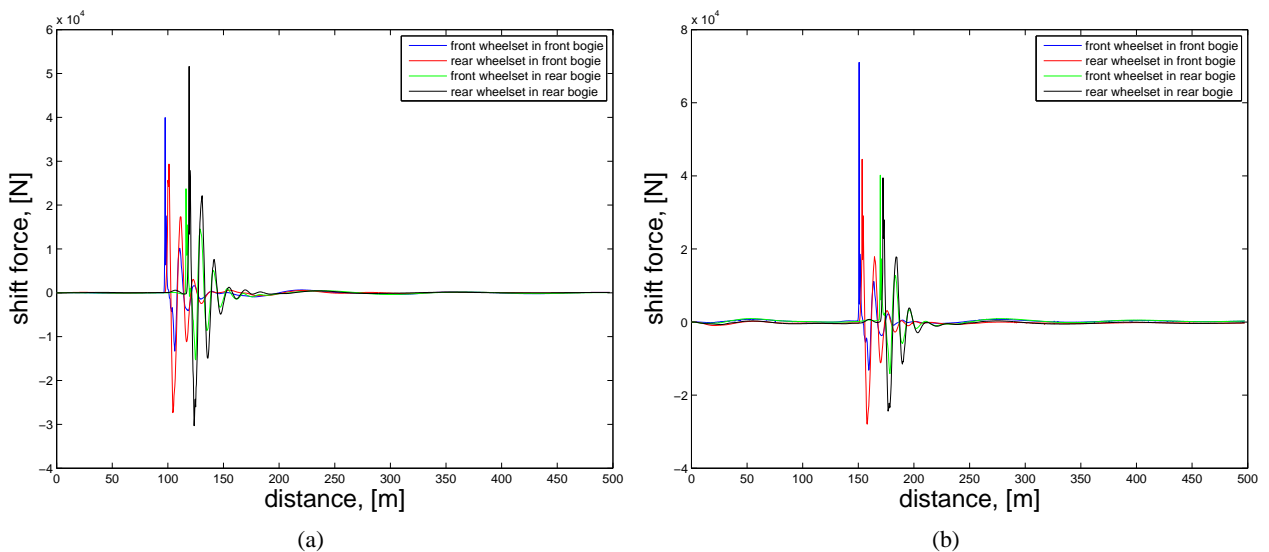 x 10⁴
6
5
4
3
2
1
0
−1
−2
−3
−4
0 50 100 150 200 250 300 350 400 450 500
shift force, [N]
distance, [m]
front wheelset in front bogie
rear wheelset in front bogie
front wheelset in rear bogie
rear wheelset in rear bogie
(a)
x 10⁴
8
6
4
2
0
−2
−4
0 50 100 150 200 250 300 350 400 450 500
shift force, [N]
distance, [m]
front wheelset in front bogie
rear wheelset in front bogie
front wheelset in rear bogie
rear wheelset in rear bogie
(b)